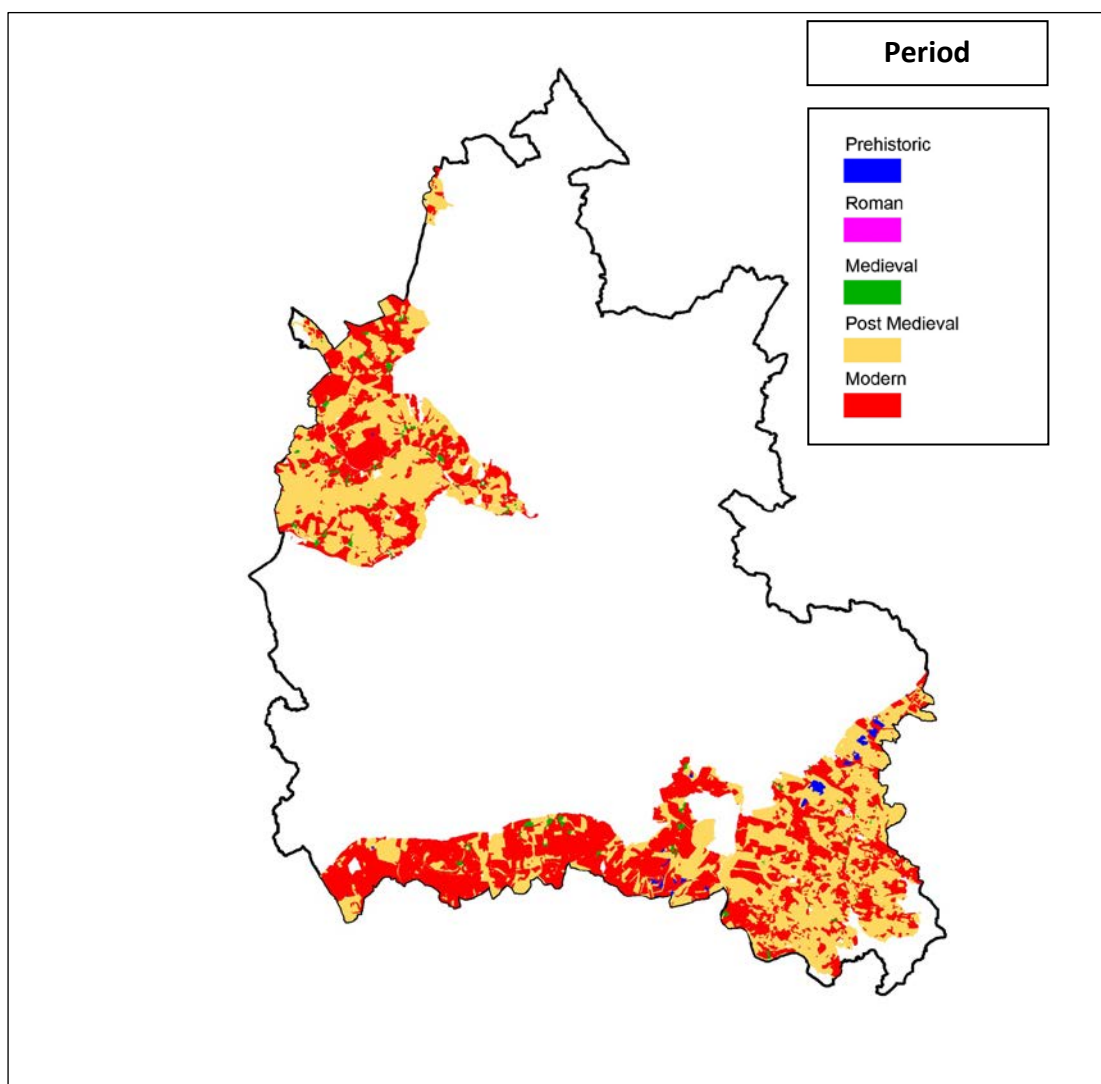 Period
Prehistoric
Roman
Medieval
Post Medieval
Modern